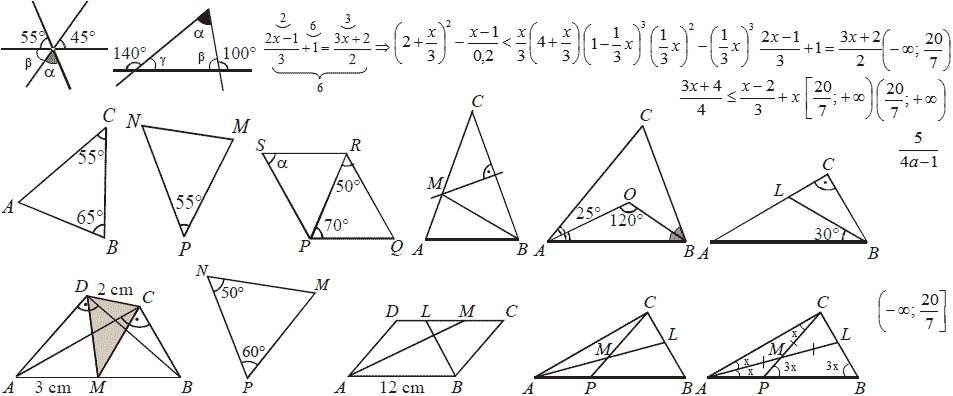 55° 45° β α
140° γ α β 100°
2 6 3
(2x−1)/3 + 1 = (3x+2)/2 ⇒ (2 + x/3)² − (x−1)/0,2 < x/3 (4 + x/3) (1 − 1/3 x)³ (1/3 x)² − (1/3 x)³ (2x−1)/3 + 1 = (3x+2)/2 (−∞; 20/7)
6
(3x+4)/4 ≤ (x−2)/3 + x [20/7; +∞) (20/7; +∞)
5/(4a−1)
C 55° A 65° B
N M 55° P
S R α 50° 70° P Q
C M A B
C O 25° 120° A B
C L 30° A B
D 2 cm C A 3 cm M B
N 50° M 60° P
D L M C A 12 cm B
C L M A P B
C x L M x x 3x 3x A P B
(−∞; 20/7]